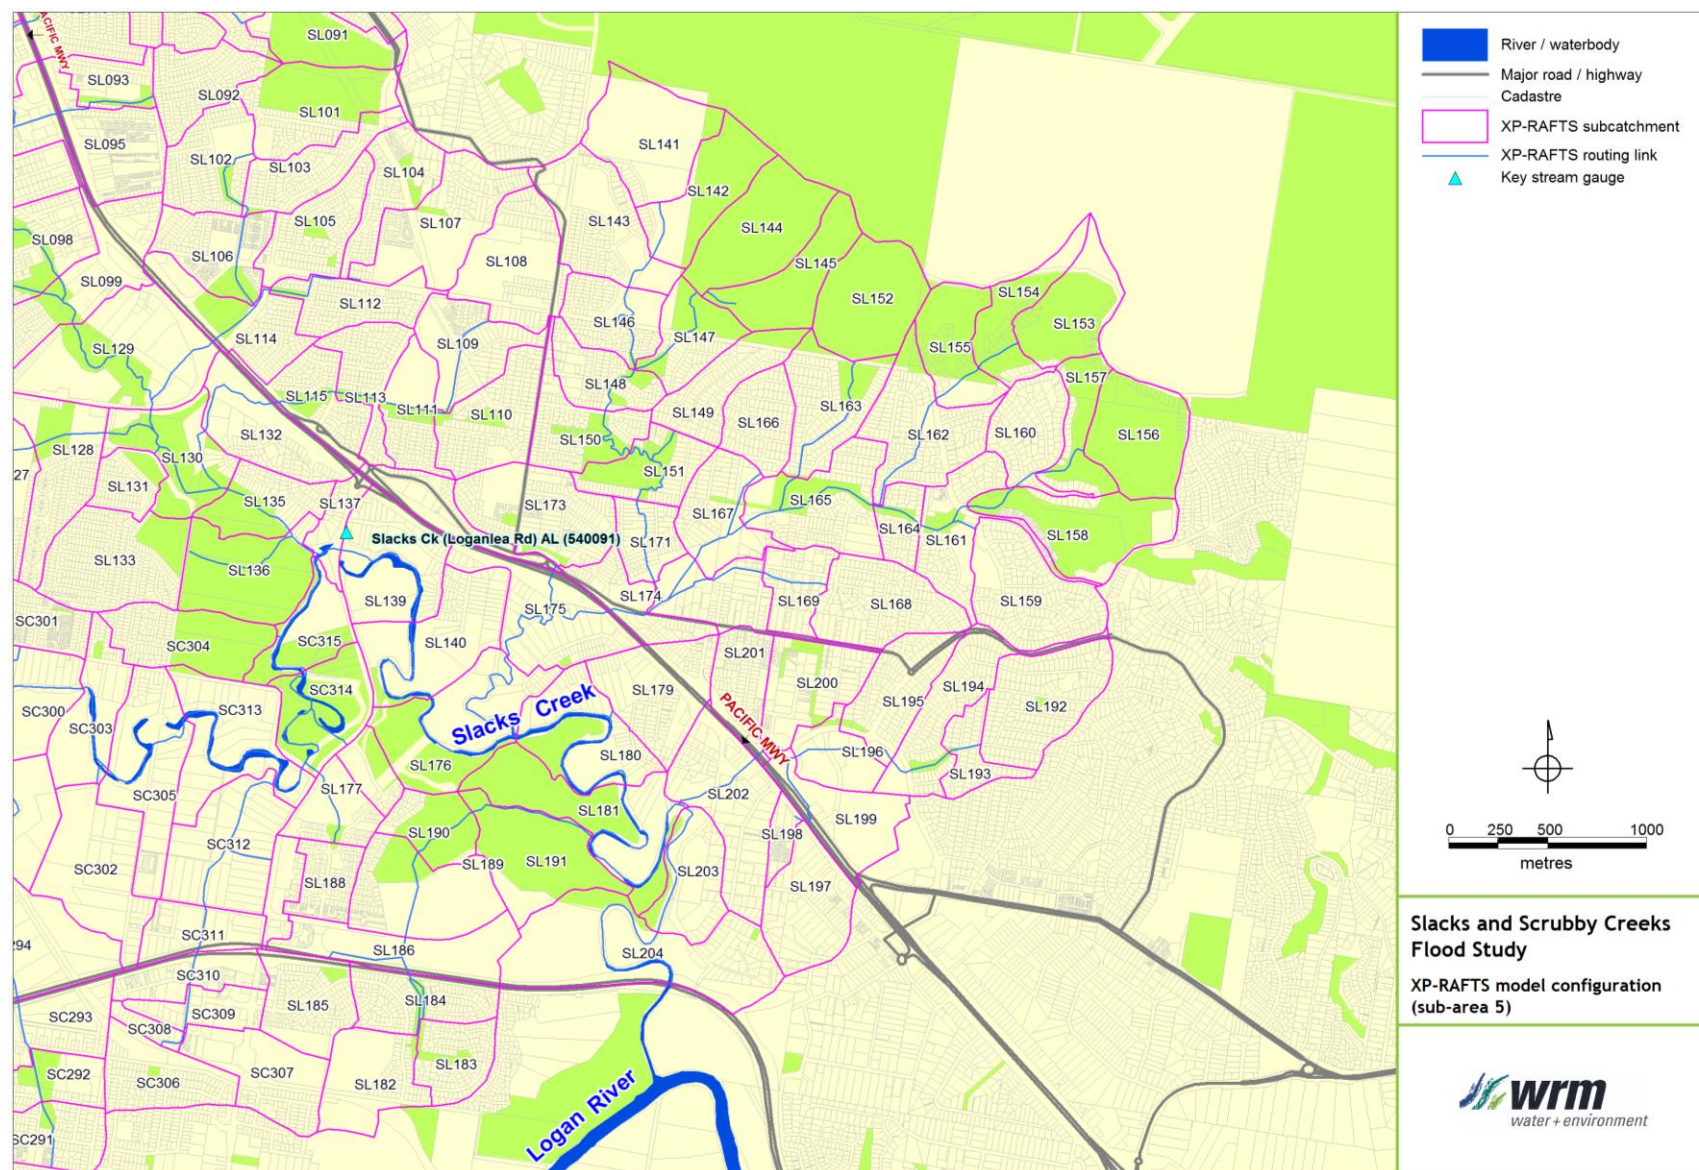 PACIFIC MWY
SL091
SL093
SL092
SL101
SL095
SL102
SL103
SL104
SL141
SL142
SL105
SL107
SL143
SL144
SL098
SL106
SL108
SL145
SL099
SL112
SL152
SL154
SL146
SL153
SL114
SL109
SL147
SL155
SL129
SL148
SL157
SL115
SL113
SL111
SL110
SL149
SL166
SL163
SL132
SL150
SL162
SL160
SL156
SL128
SL130
27
SL131
SL151
SL135
SL137
SL173
SL167
SL165
SL164
SL161
SL158
Slacks Ck (Loganlea Rd) AL (540091)
SL171
SL133
SL136
SL139
SL175
SL174
SL169
SL168
SL159
SC301
SC304
SC315
SL140
SL201
SC314
SL179
SL200
SL194
SC300
SC303
SC313
Slacks Creek
PACIFIC MWY
SL195
SL192
SL176
SL180
SL196
SL193
SC305
SL177
SL202
SL181
SL199
SC312
SL190
SL198
SC302
SL189
SL191
SL203
SL188
SL197
SC311
294
SL186
SL204
SC310
SC293
SC309
SL185
SL184
SC308
SC292
SC306
SC307
SL182
SL183
SC291
Logan River
River / waterbody
Major road / highway
Cadastre
XP-RAFTS subcatchment
XP-RAFTS routing link
Key stream gauge
0 250 500 1000
metres
Slacks and Scrubby Creeks
Flood Study
XP-RAFTS model configuration
(sub-area 5)
wrm
water + environment